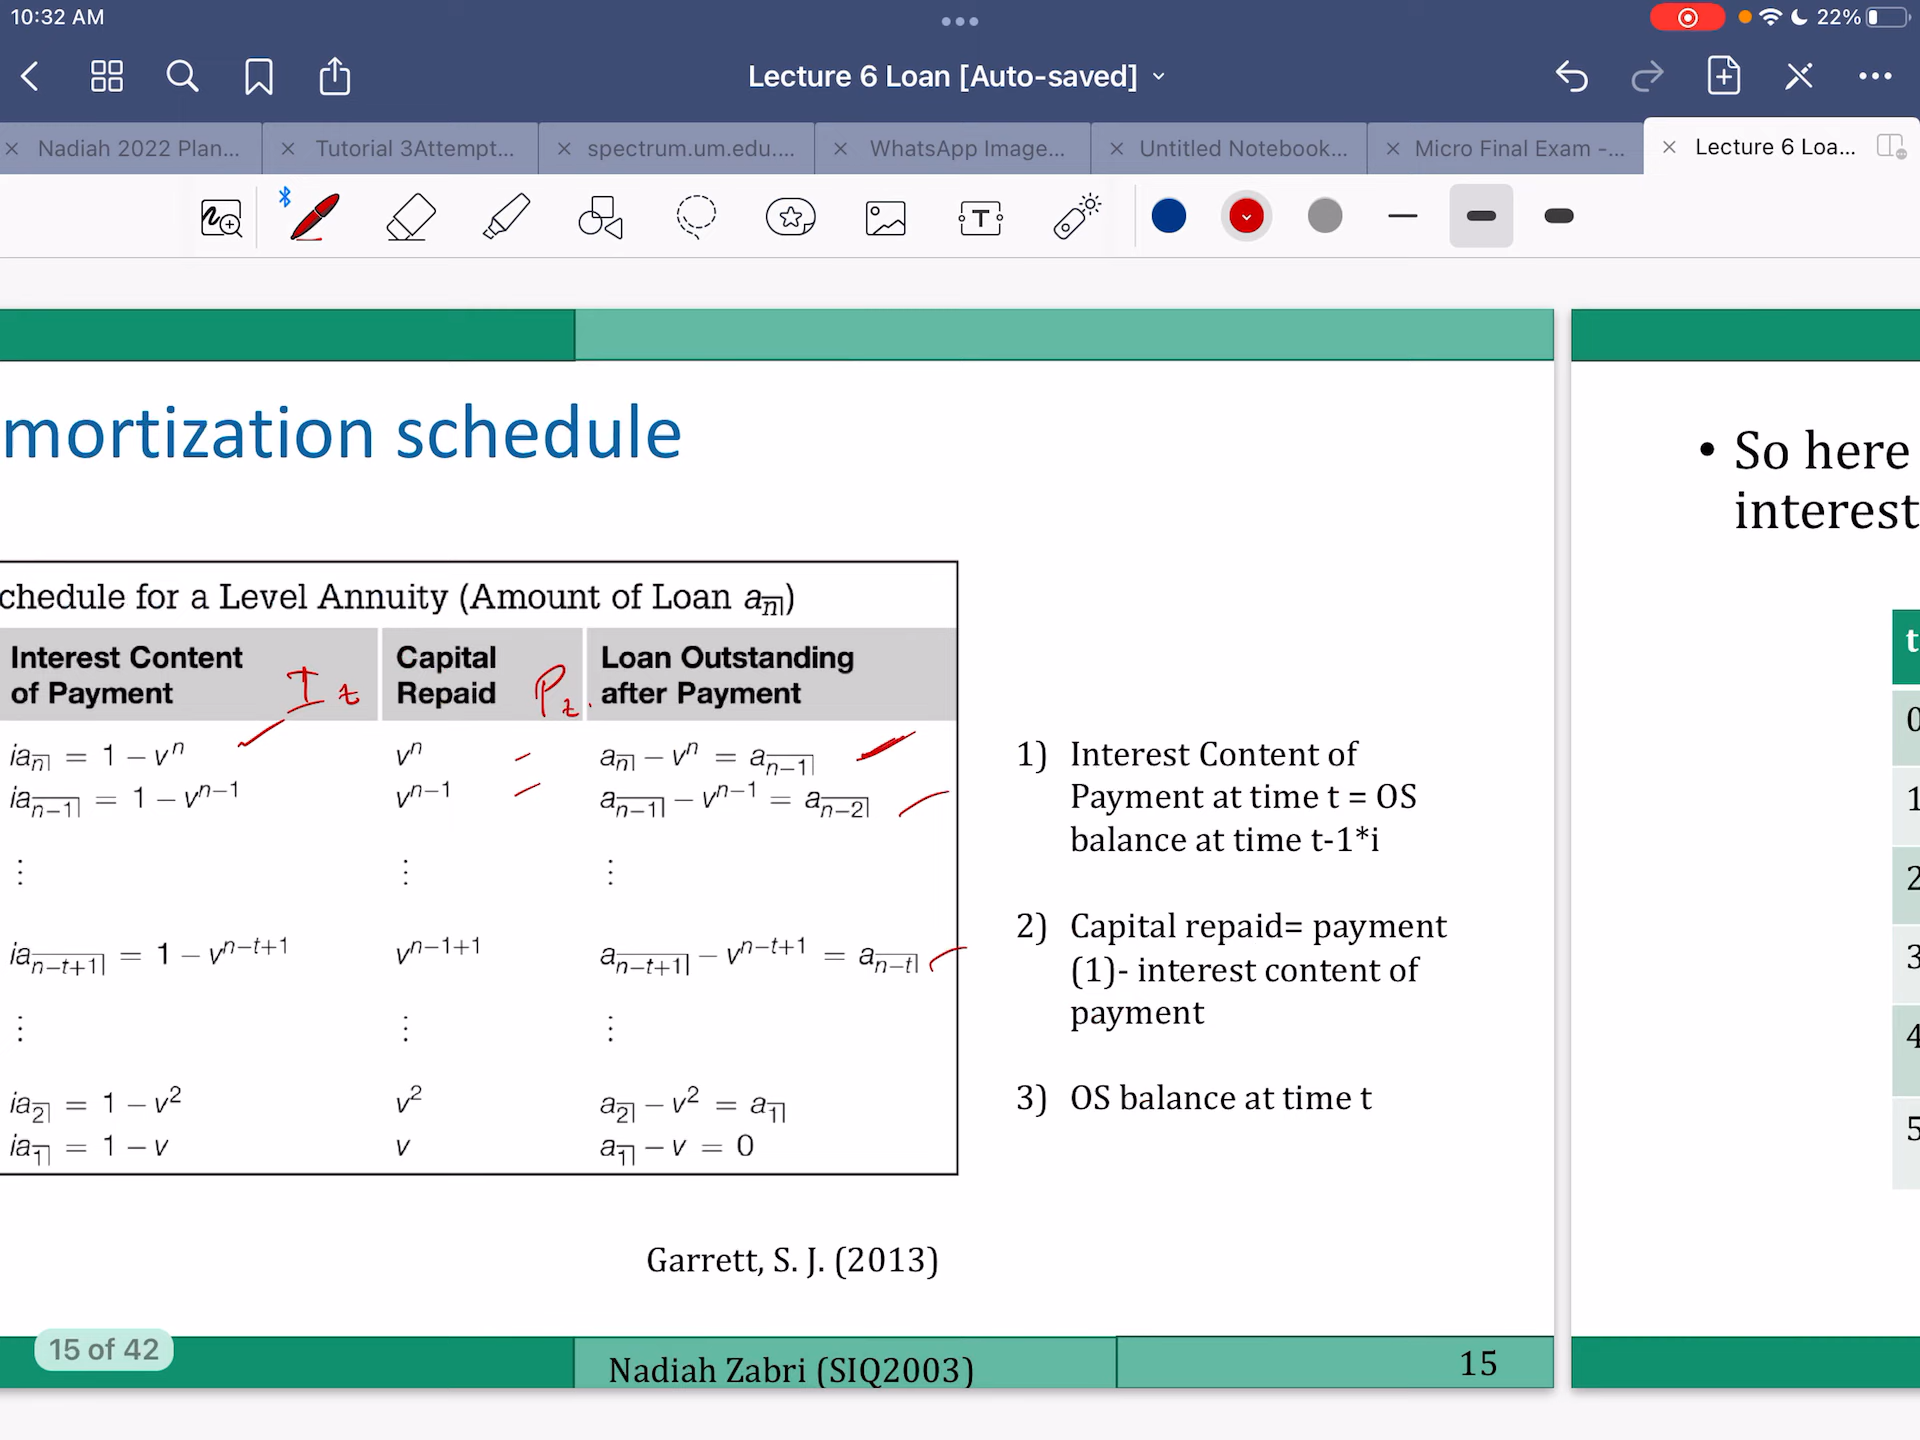 10:32 AM
22%
Lecture 6 Loan [Auto-saved]
Nadiah 2022 Plan...
Tutorial 3Attempt...
spectrum.um.edu....
WhatsApp Image...
Untitled Notebook...
Micro Final Exam -...
Lecture 6 Loa...
mortization schedule
chedule for a Level Annuity (Amount of Loan a_n̅|)
Interest Content of Payment I_t
Capital Repaid P_t.
Loan Outstanding after Payment
ia_n̅| = 1 − v^n    v^n    a_n̅| − v^n = a_n-1|
ia_n-1| = 1 − v^n−1    v^n−1    a_n-1| − v^n−1 = a_n-2|
⋮    ⋮    ⋮
ia_n-t+1| = 1 − v^n−t+1    v^n−1+1    a_n-t+1| − v^n−t+1 = a_n-t|
⋮    ⋮    ⋮
ia_2| = 1 − v^2    v^2    a_2| − v^2 = a_1|
ia_1| = 1 − v    v    a_1| − v = 0
Garrett, S. J. (2013)
1) Interest Content of
Payment at time t = OS
balance at time t-1*i
2) Capital repaid= payment
(1)- interest content of
payment
3) OS balance at time t
15 of 42
Nadiah Zabri (SIQ2003)
15
• So here
interest
t
0
1
2
3
4
5